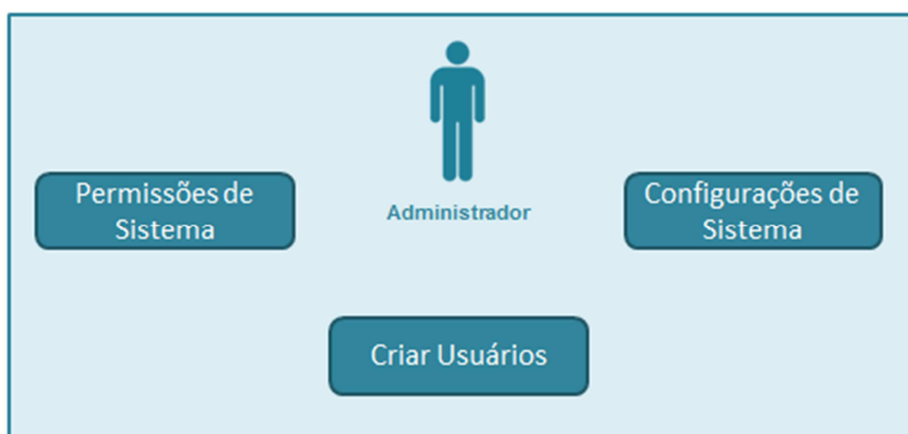 Administrador
Permissões de
Sistema
Configurações de
Sistema
Criar Usuários